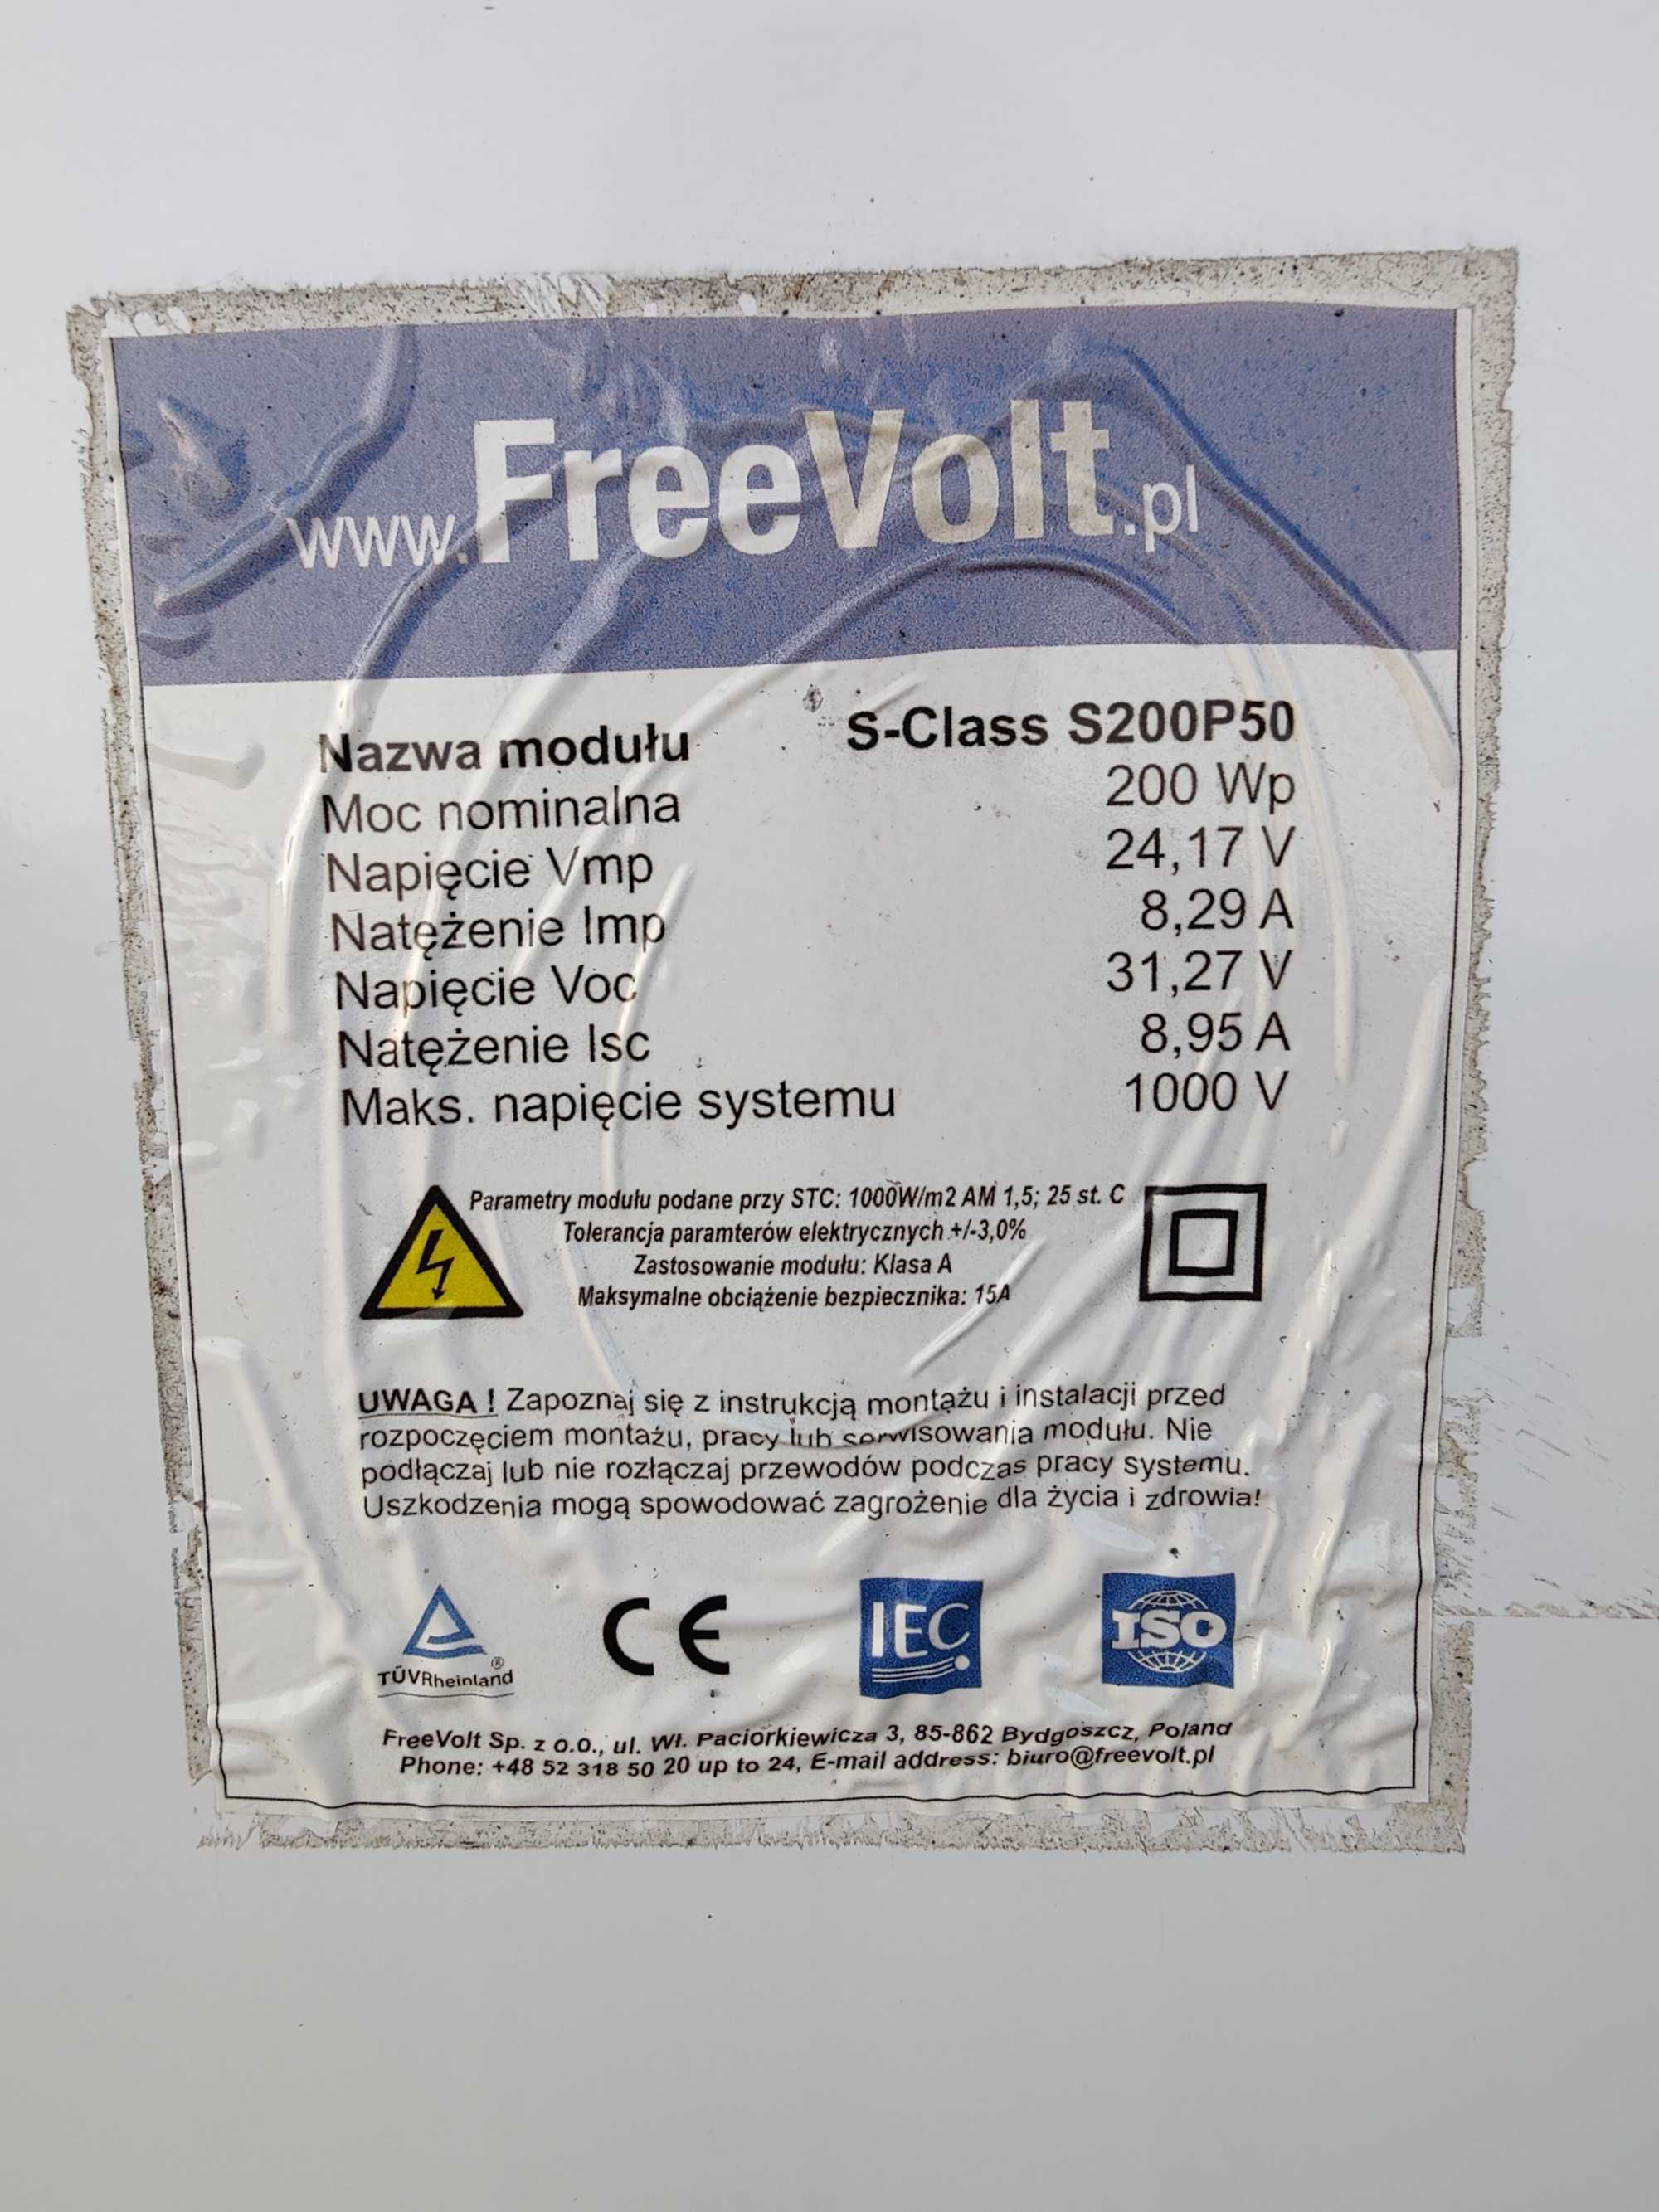 www.FreeVolt.pl
Nazwa modułu S-Class S200P50
Moc nominalna 200 Wp
Napięcie Vmp 24,17 V
Natężenie Imp 8,29 A
Napięcie Voc 31,27 V
Natężenie Isc 8,95 A
Maks. napięcie systemu 1000 V
Parametry modułu podane przy STC: 1000W/m2 AM 1,5; 25 st. C
Tolerancja paramterów elektrycznych +/-3,0%
Zastosowanie modułu: Klasa A
Maksymalne obciążenie bezpiecznika: 15A
UWAGA ! Zapoznaj się z instrukcją montażu i instalacji przed
rozpoczęciem montażu, pracy lub serwisowania modułu. Nie
podłączaj lub nie rozłączaj przewodów podczas pracy systemu.
Uszkodzenia mogą spowodować zagrożenie dla życia i zdrowia!
TÜVRheinland ®
CE
IEC
ISO
FreeVolt Sp. z o.o., ul. Wł. Paciorkiewicza 3, 85-862 Bydgoszcz, Poland
Phone: +48 52 318 50 20 up to 24, E-mail address: biuro@freevolt.pl